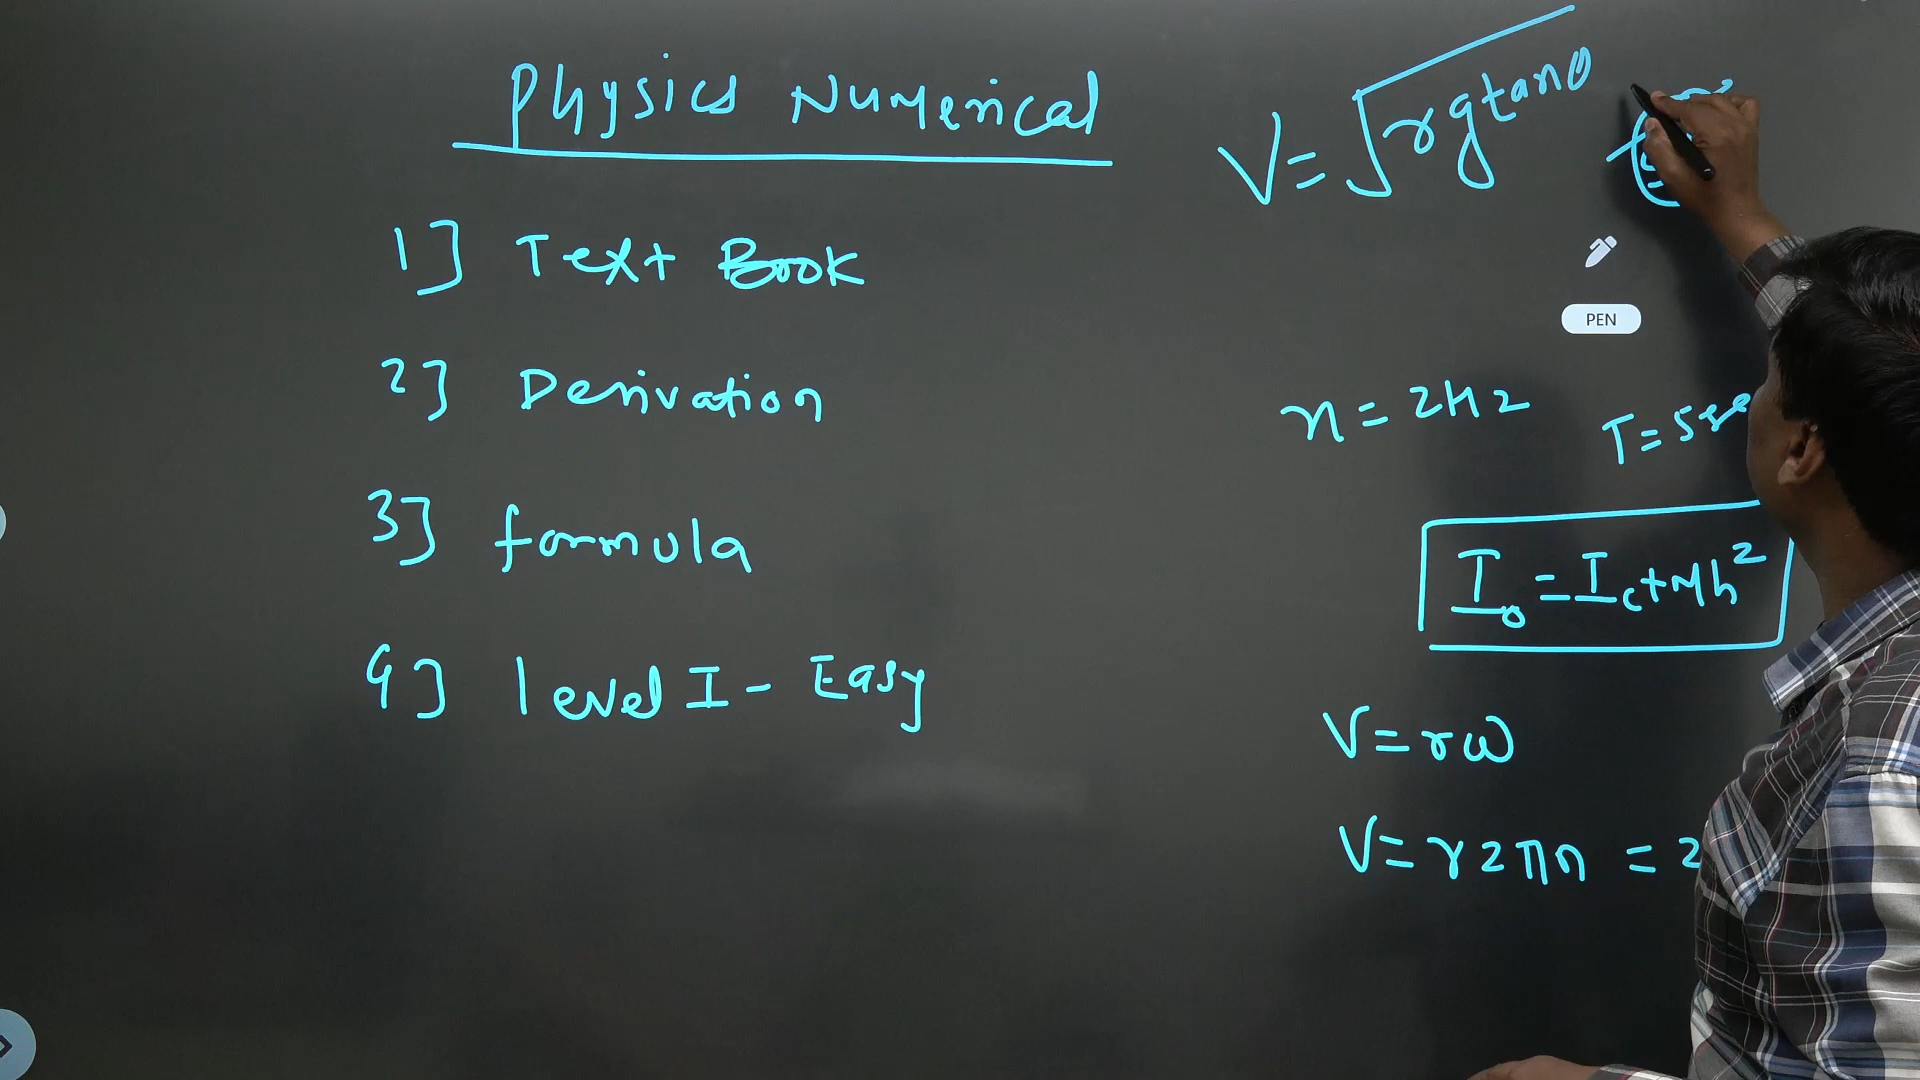 Physics Numerical
1] Text Book
2] Derivation
3] formula
4] level I - Easy
V = √rgtanθ
PEN
n = 2Hz
T = 5se
I₀ = Ic + Mh²
V = rω
V = r2πn = 2